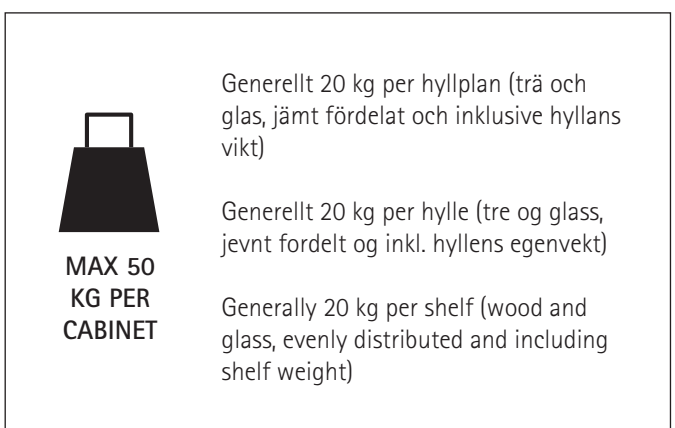 Generellt 20 kg per hyllplan (trä och
glas, jämt fördelat och inklusive hyllans
vikt)
Generellt 20 kg per hylle (tre og glass,
jevnt fordelt og inkl. hyllens egenvekt)
Generally 20 kg per shelf (wood and
glass, evenly distributed and including
shelf weight)
MAX 50
KG PER
CABINET